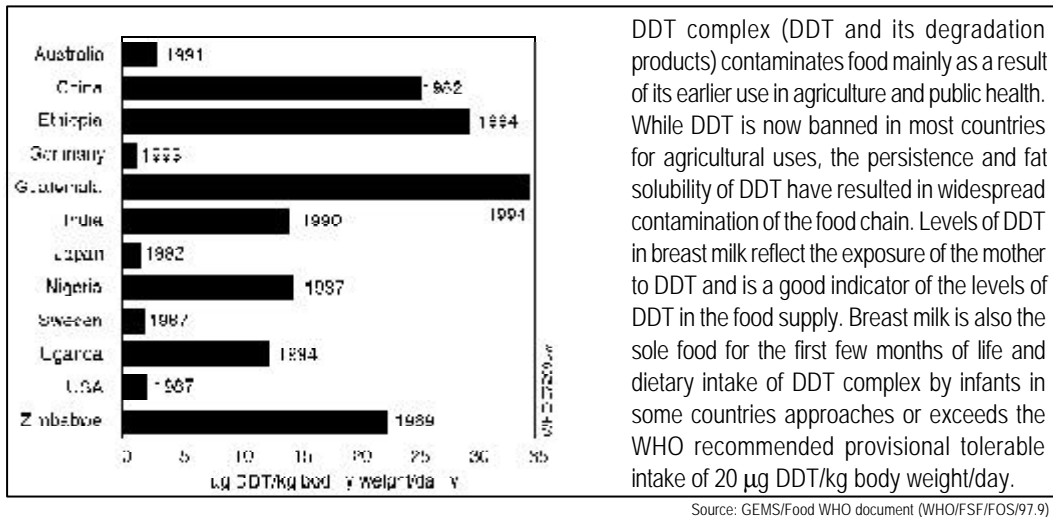 Australia 1991
China 1982
Ethiopia 1994
Germany
Guatemala 1994
India 1990
Japan
Nigeria 1987
Sweden 1987
Uganda 1994
USA 1987
Zimbabwe 1989
0 5 10 15 20 25 30 35
µg DDT/kg body weight/day
DDT complex (DDT and its degradation
products) contaminates food mainly as a result
of its earlier use in agriculture and public health.
While DDT is now banned in most countries
for agricultural uses, the persistence and fat
solubility of DDT have resulted in widespread
contamination of the food chain. Levels of DDT
in breast milk reflect the exposure of the mother
to DDT and is a good indicator of the levels of
DDT in the food supply. Breast milk is also the
sole food for the first few months of life and
dietary intake of DDT complex by infants in
some countries approaches or exceeds the
WHO recommended provisional tolerable
intake of 20 µg DDT/kg body weight/day.
Source: GEMS/Food WHO document (WHO/FSF/FOS/97.9)